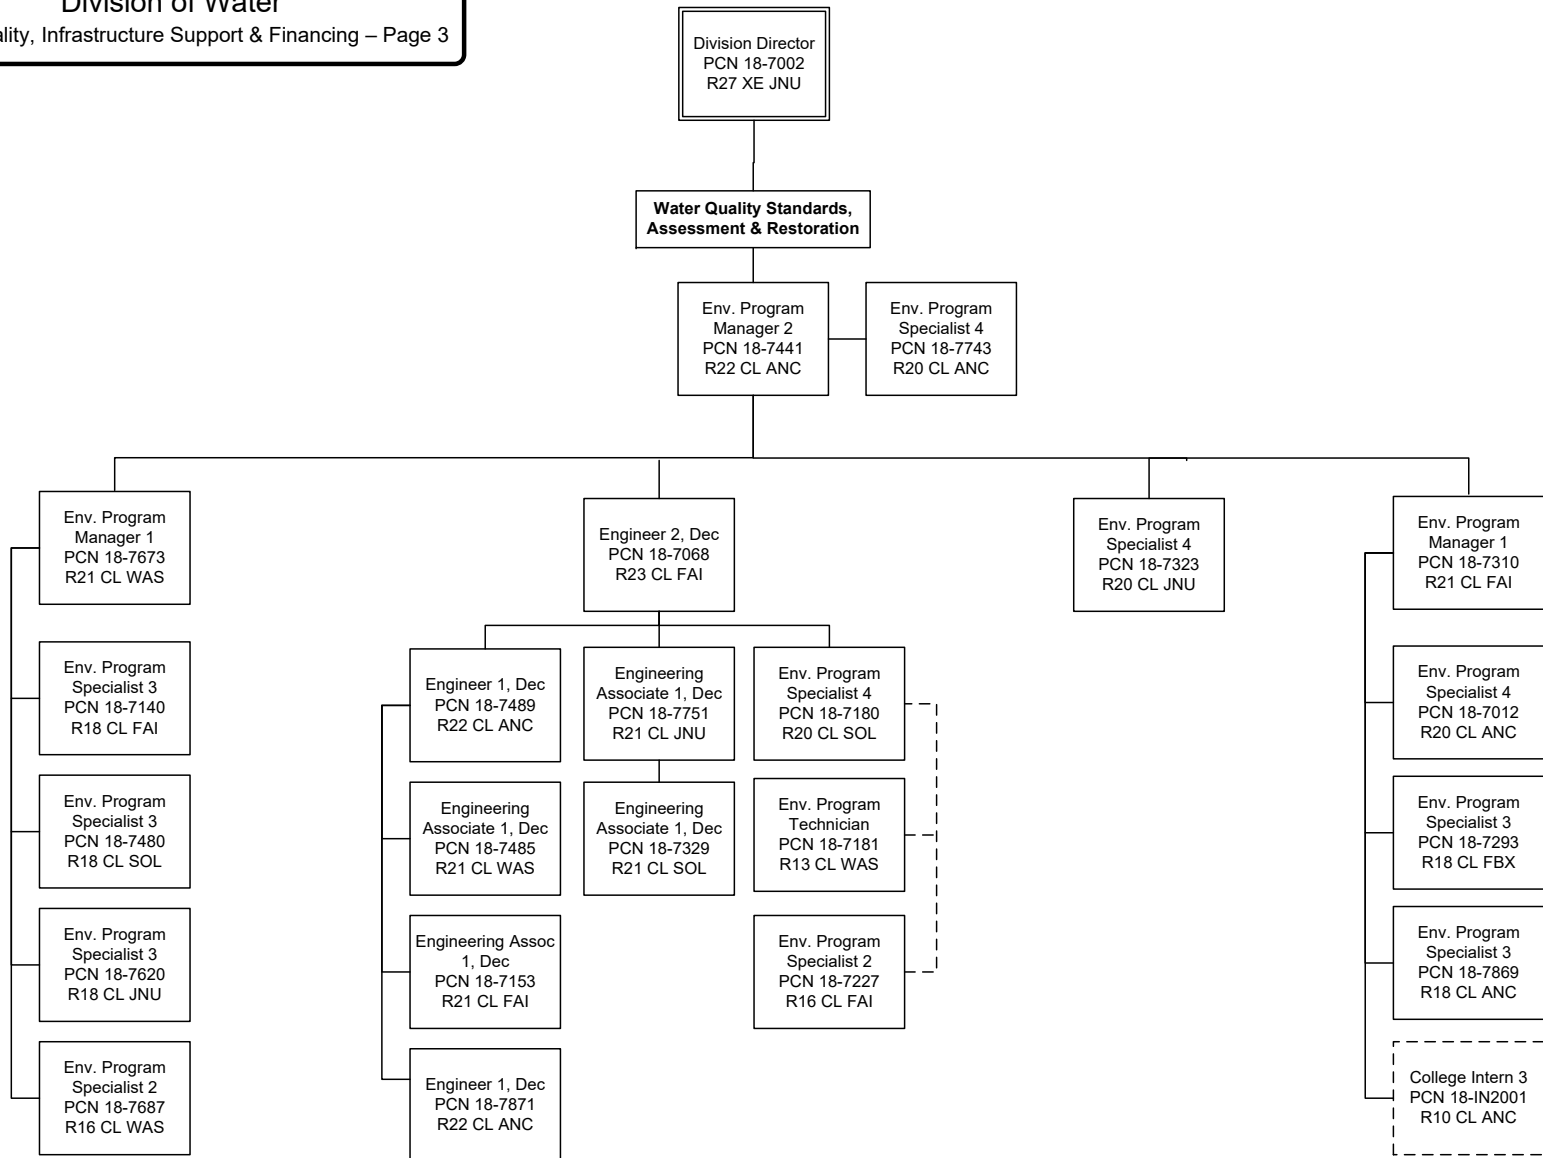 Division of Water
ality, Infrastructure Support & Financing – Page 3
Division Director
PCN 18-7002
R27 XE JNU
Water Quality Standards,
Assessment & Restoration
Env. Program
Manager 2
PCN 18-7441
R22 CL ANC
Env. Program
Specialist 4
PCN 18-7743
R20 CL ANC
Env. Program
Manager 1
PCN 18-7673
R21 CL WAS
Engineer 2, Dec
PCN 18-7068
R23 CL FAI
Env. Program
Specialist 4
PCN 18-7323
R20 CL JNU
Env. Program
Manager 1
PCN 18-7310
R21 CL FAI
Env. Program
Specialist 3
PCN 18-7140
R18 CL FAI
Engineer 1, Dec
PCN 18-7489
R22 CL ANC
Engineering
Associate 1, Dec
PCN 18-7751
R21 CL JNU
Env. Program
Specialist 4
PCN 18-7180
R20 CL SOL
Env. Program
Specialist 4
PCN 18-7012
R20 CL ANC
Env. Program
Specialist 3
PCN 18-7480
R18 CL SOL
Engineering
Associate 1, Dec
PCN 18-7485
R21 CL WAS
Engineering
Associate 1, Dec
PCN 18-7329
R21 CL SOL
Env. Program
Technician
PCN 18-7181
R13 CL WAS
Env. Program
Specialist 3
PCN 18-7293
R18 CL FBX
Env. Program
Specialist 3
PCN 18-7620
R18 CL JNU
Engineering Assoc
1, Dec
PCN 18-7153
R21 CL FAI
Env. Program
Specialist 2
PCN 18-7227
R16 CL FAI
Env. Program
Specialist 3
PCN 18-7869
R18 CL ANC
Env. Program
Specialist 2
PCN 18-7687
R16 CL WAS
Engineer 1, Dec
PCN 18-7871
R22 CL ANC
College Intern 3
PCN 18-IN2001
R10 CL ANC